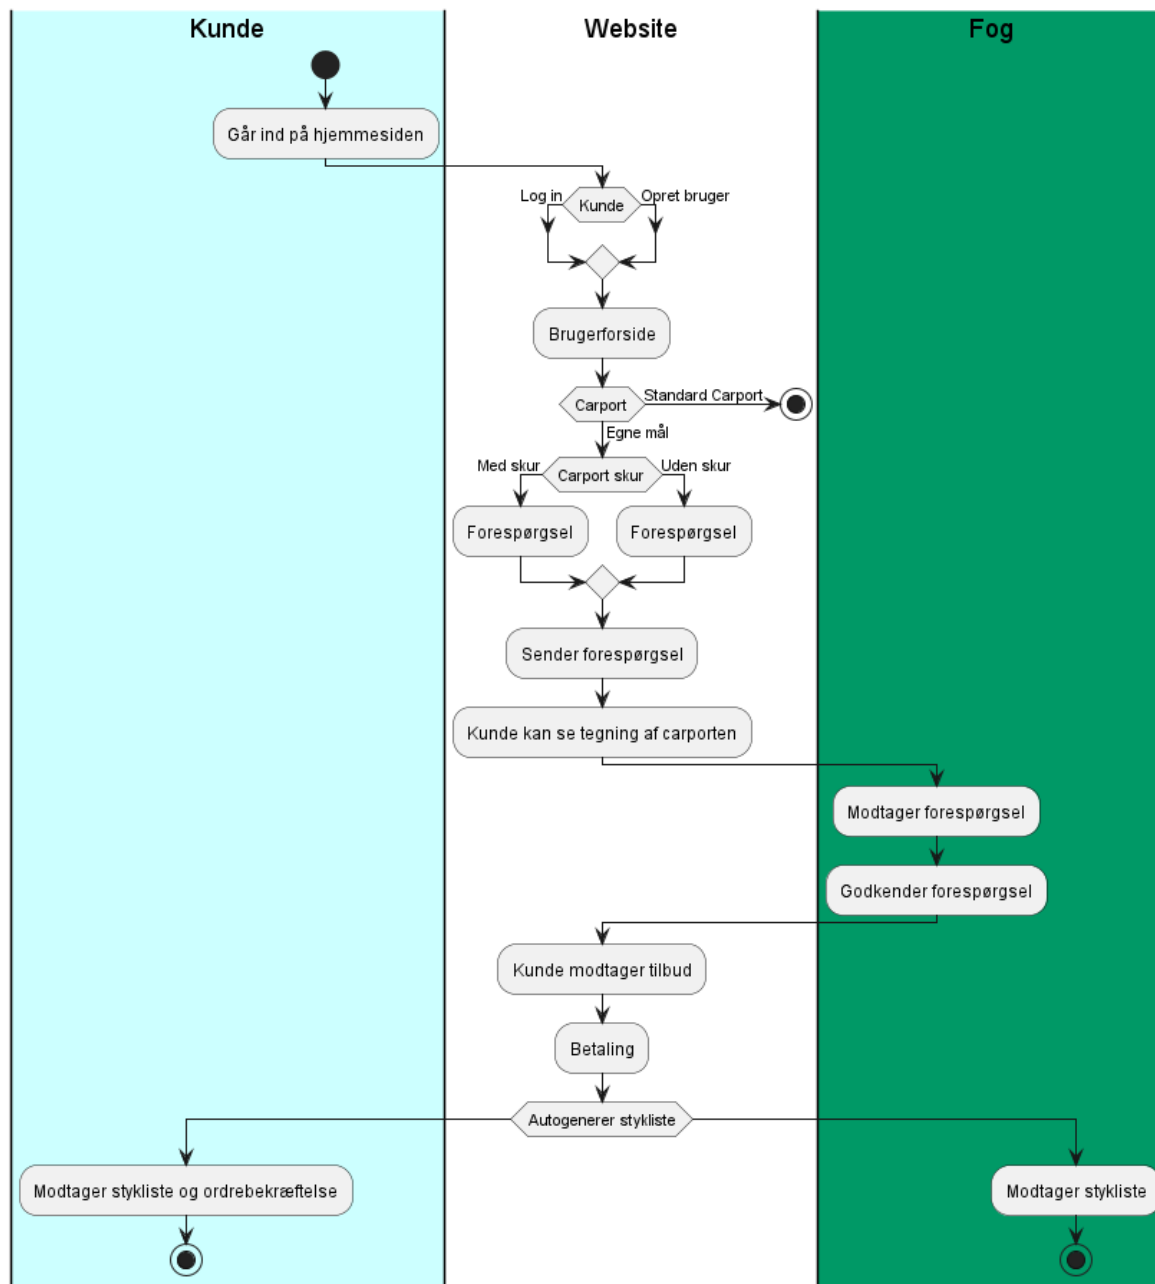 Kunde
Website
Fog
Går ind på hjemmesiden
Log in
Kunde
Opret bruger
Brugerforside
Carport
Standard Carport
Egne mål
Med skur
Carport skur
Uden skur
Forespørgsel
Forespørgsel
Sender forespørgsel
Kunde kan se tegning af carporten
Modtager forespørgsel
Godkender forespørgsel
Kunde modtager tilbud
Betaling
Autogenerer stykliste
Modtager stykliste og ordrebekræftelse
Modtager stykliste